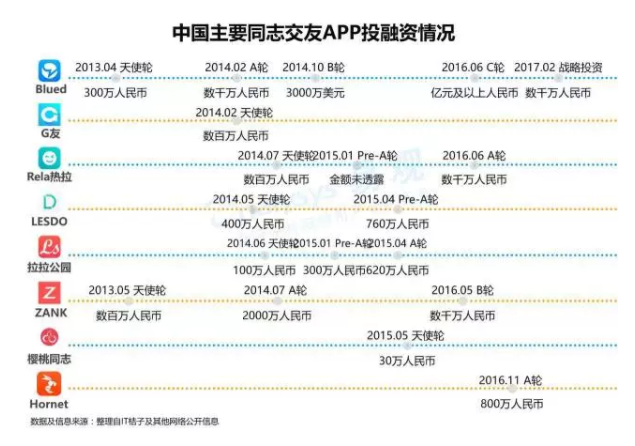 中国主要同志交友APP投融资情况
2013.04 天使轮 2014.02 A轮 2014.10 B轮 2016.06 C轮 2017.02 战略投资
Blued
300万人民币 数千万人民币 3000万美元 亿元及以上人民币 数千万人民币
2014.02 天使轮
G友
数百万人民币
2014.07 天使轮 2015.01 Pre-A轮 2016.06 A轮
Rela热拉
数百万人民币 金额未透露 数千万人民币
2014.05 天使轮 2015.04 Pre-A轮
LESDO
400万人民币 760万人民币
Ls
2014.06 天使轮 2015.01 Pre-A轮 2015.04 A轮
拉拉公园
100万人民币 300万人民币 620万人民币
2013.05 天使轮 2014.07 A轮 2016.05 B轮
ZANK
数百万人民币 2000万人民币 数千万人民币
2015.05 天使轮
樱桃同志
30万人民币
2016.11 A轮
Hornet
800万人民币
数据及信息来源：整理自IT桔子及其他网络公开信息